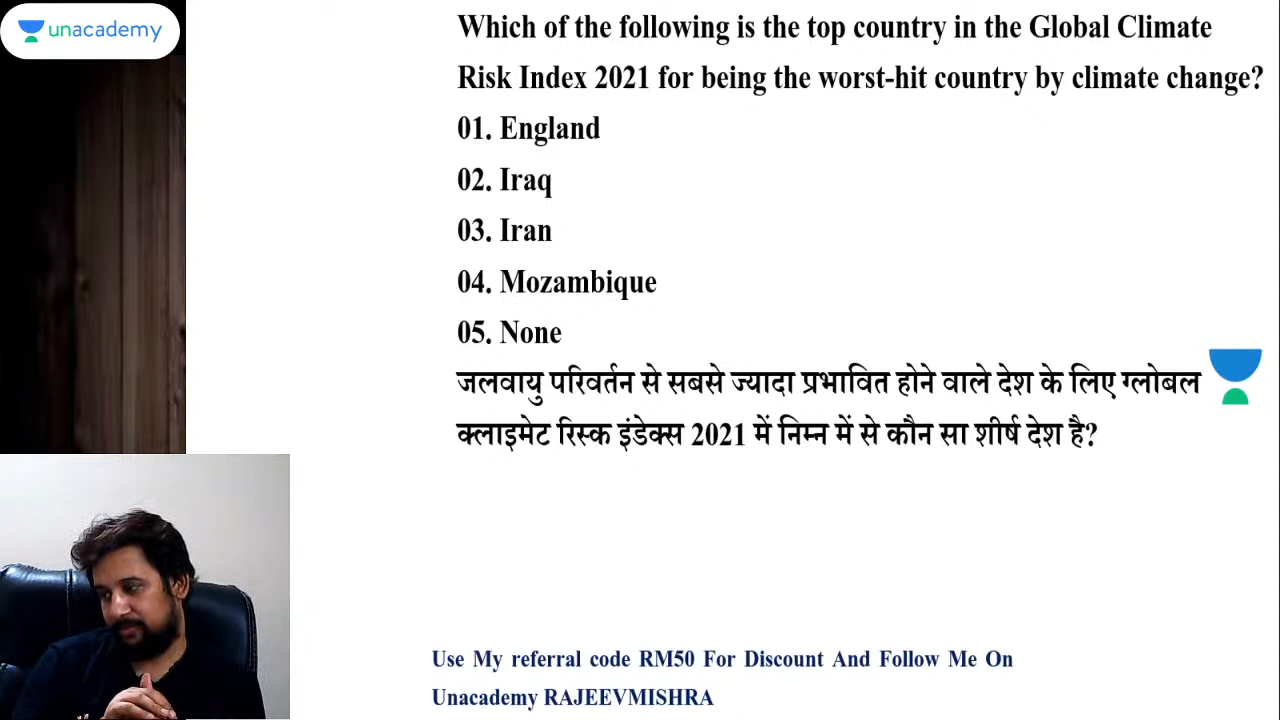 unacademy
Which of the following is the top country in the Global Climate
Risk Index 2021 for being the worst-hit country by climate change?
01. England
02. Iraq
03. Iran
04. Mozambique
05. None
जलवायु परिवर्तन से सबसे ज्यादा प्रभावित होने वाले देश के लिए ग्लोबल
क्लाइमेट रिस्क इंडेक्स 2021 में निम्न में से कौन सा शीर्ष देश है?
Use My referral code RM50 For Discount And Follow Me On
Unacademy RAJEEVMISHRA